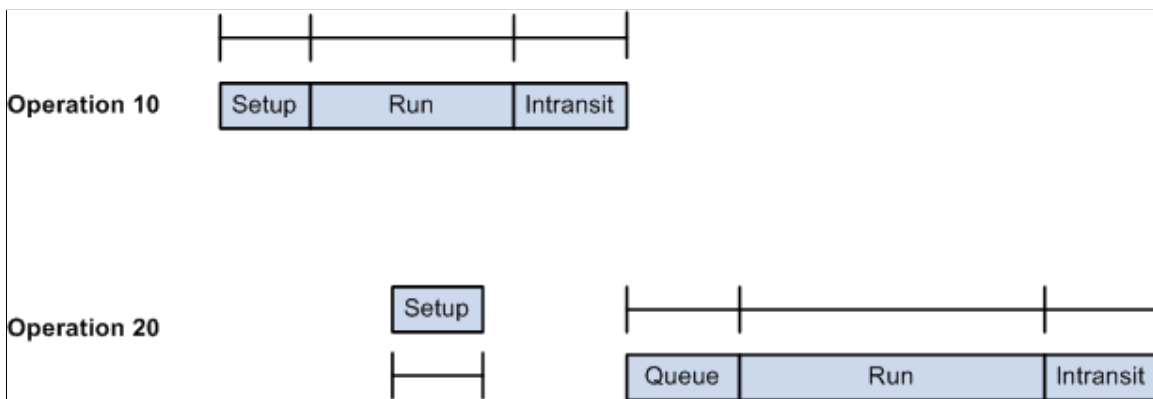 Operation 10
Setup
Run
Intransit
Operation 20
Setup
Queue
Run
Intransit